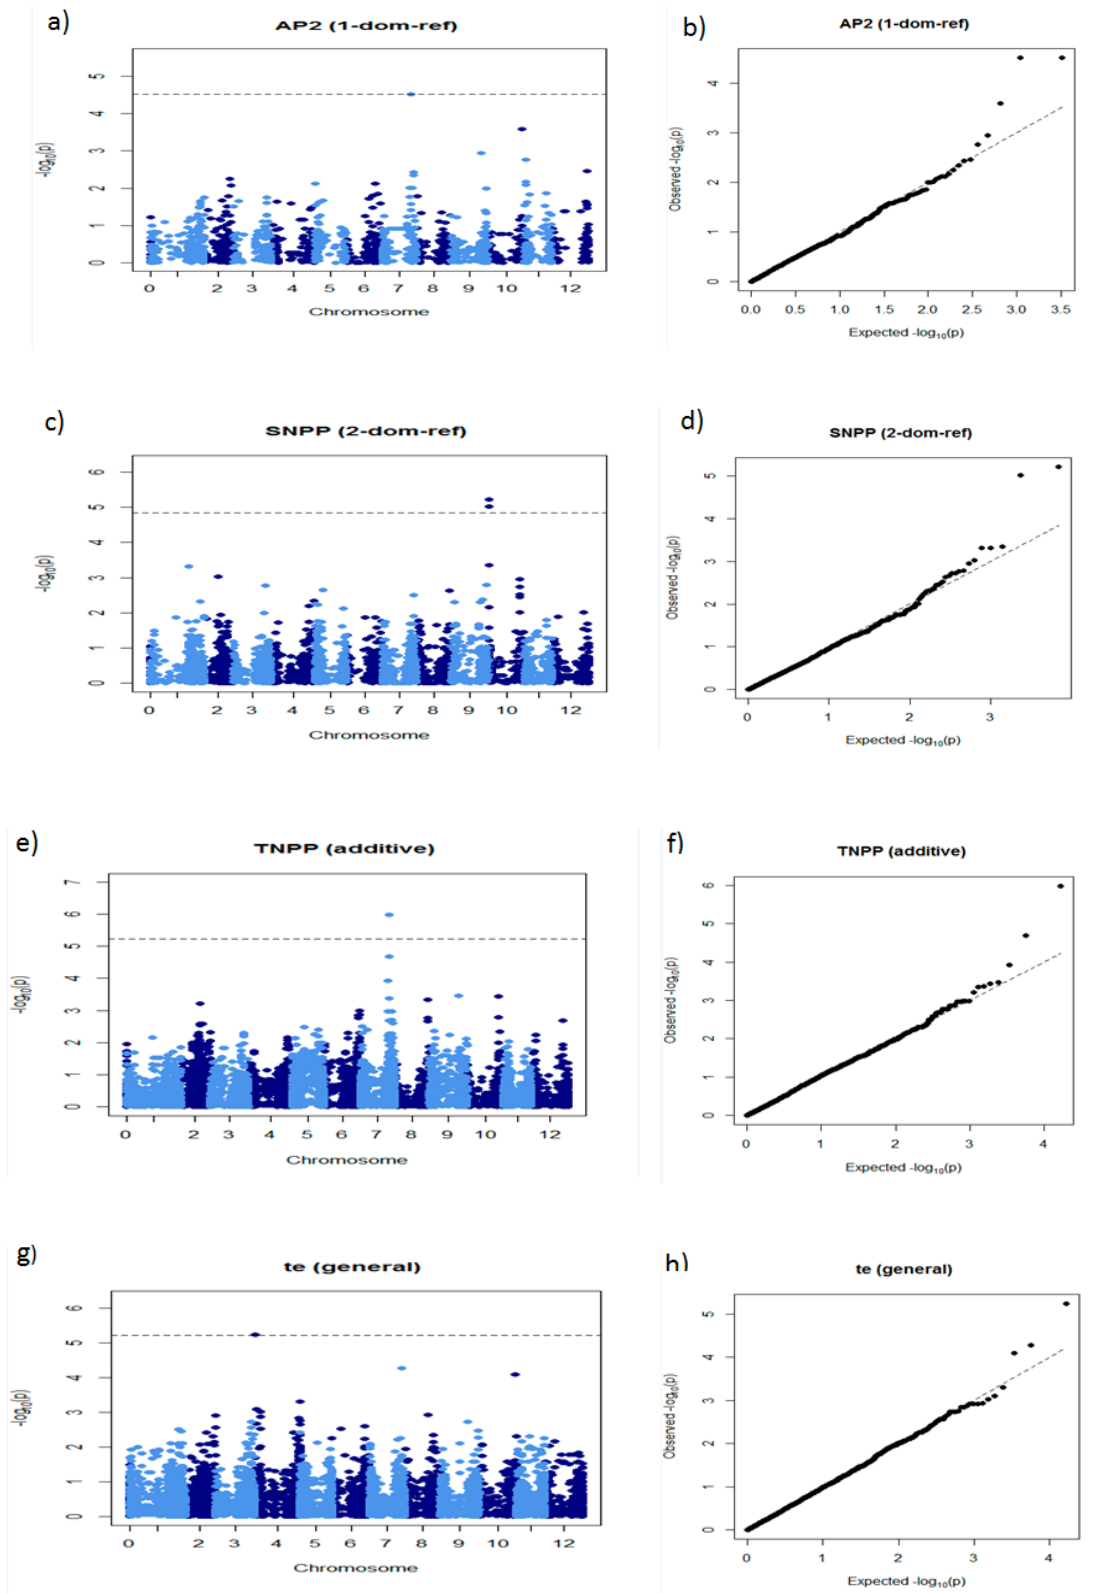 a)
AP2 (1-dom-ref)
-log10(p)
0 1 2 3 4 5
0 2 3 4 5 6 7 8 9 10 12
Chromosome
b)
AP2 (1-dom-ref)
Observed -log10(p)
0 1 2 3 4
0.0 0.5 1.0 1.5 2.0 2.5 3.0 3.5
Expected -log10(p)
c)
SNPP (2-dom-ref)
-log10(p)
0 1 2 3 4 5 6
0 2 3 4 5 6 7 8 9 10 12
Chromosome
d)
SNPP (2-dom-ref)
Observed -log10(p)
0 1 2 3 4 5
0 1 2 3
Expected -log10(p)
e)
TNPP (additive)
-log10(p)
0 1 2 3 4 5 6 7
0 2 3 4 5 6 7 8 9 10 12
Chromosome
f)
TNPP (additive)
Observed -log10(p)
0 1 2 3 4 5 6
0 1 2 3 4
Expected -log10(p)
g)
te (general)
-log10(p)
0 1 2 3 4 5 6
0 2 3 4 5 6 7 8 9 10 12
Chromosome
h)
te (general)
Observed -log10(p)
0 1 2 3 4 5
0 1 2 3 4
Expected -log10(p)